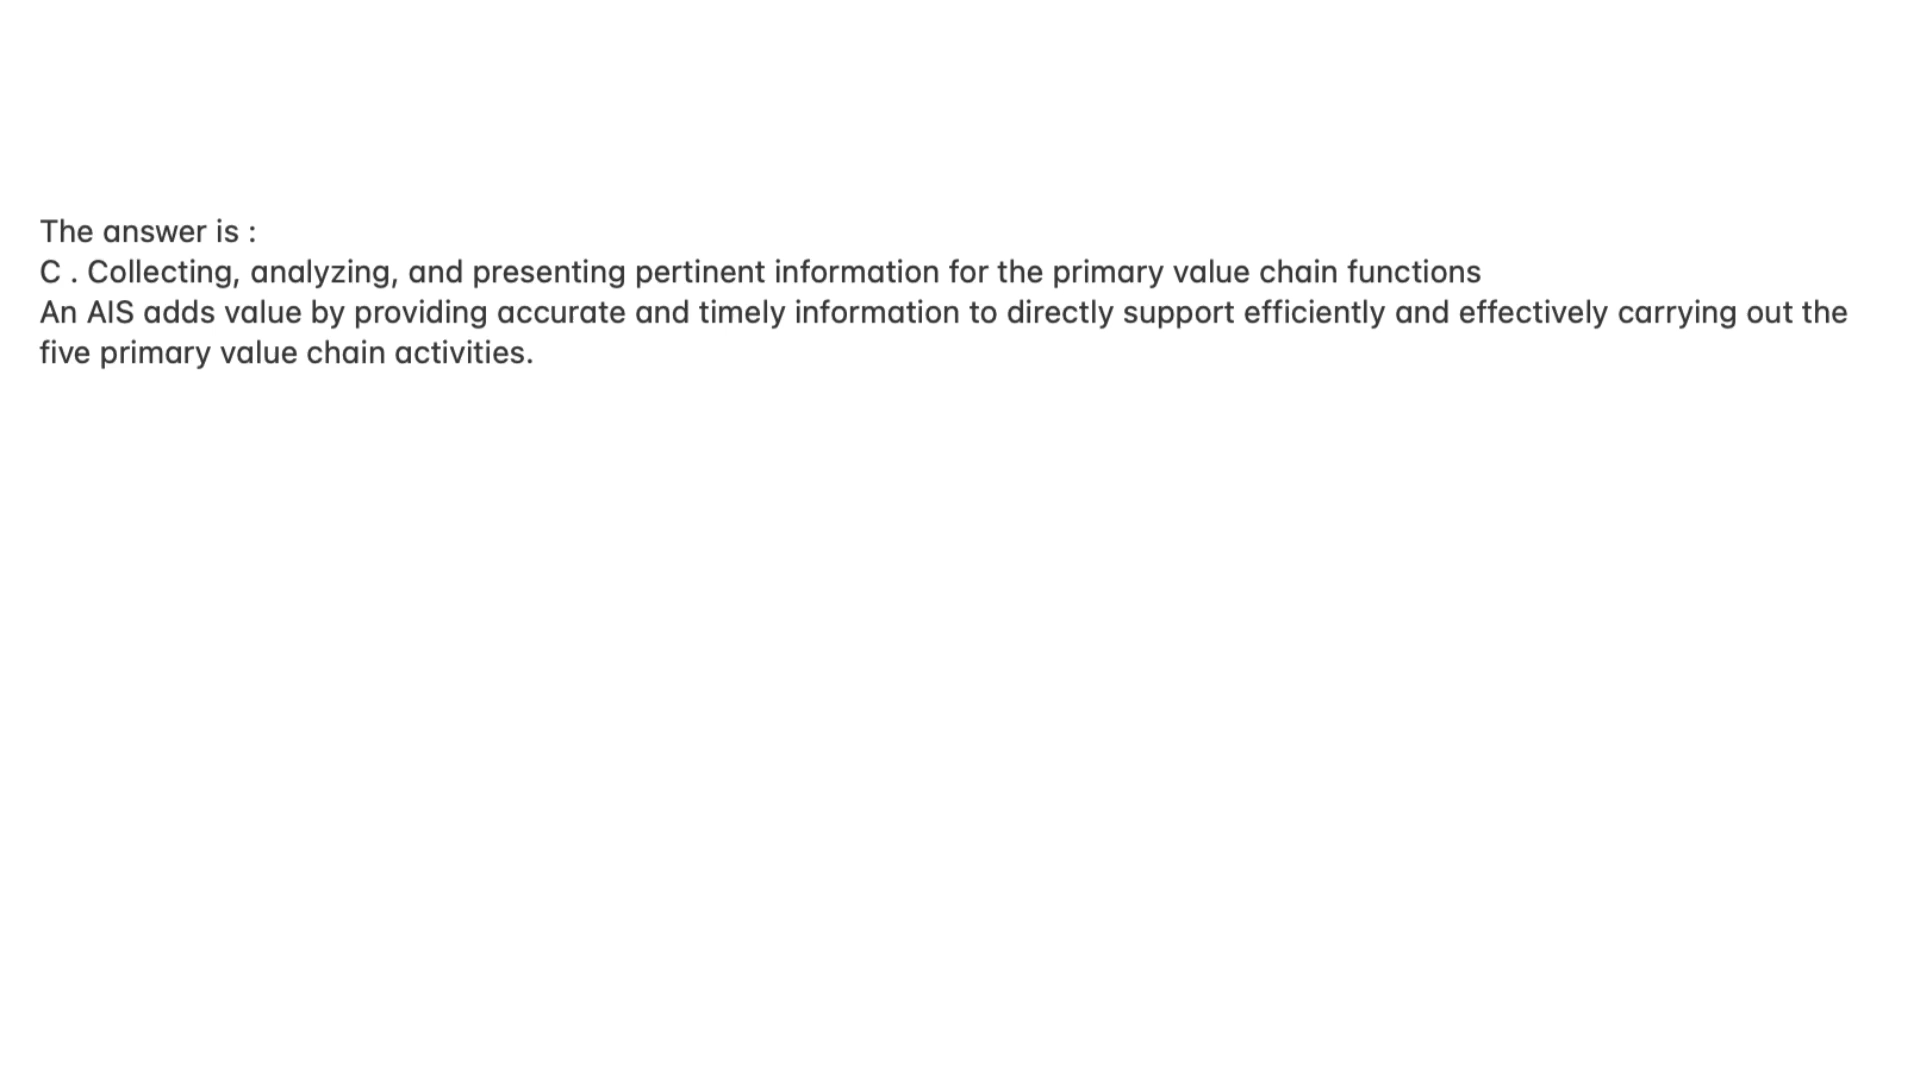 The answer is :
C . Collecting, analyzing, and presenting pertinent information for the primary value chain functions
An AIS adds value by providing accurate and timely information to directly support efficiently and effectively carrying out the
five primary value chain activities.